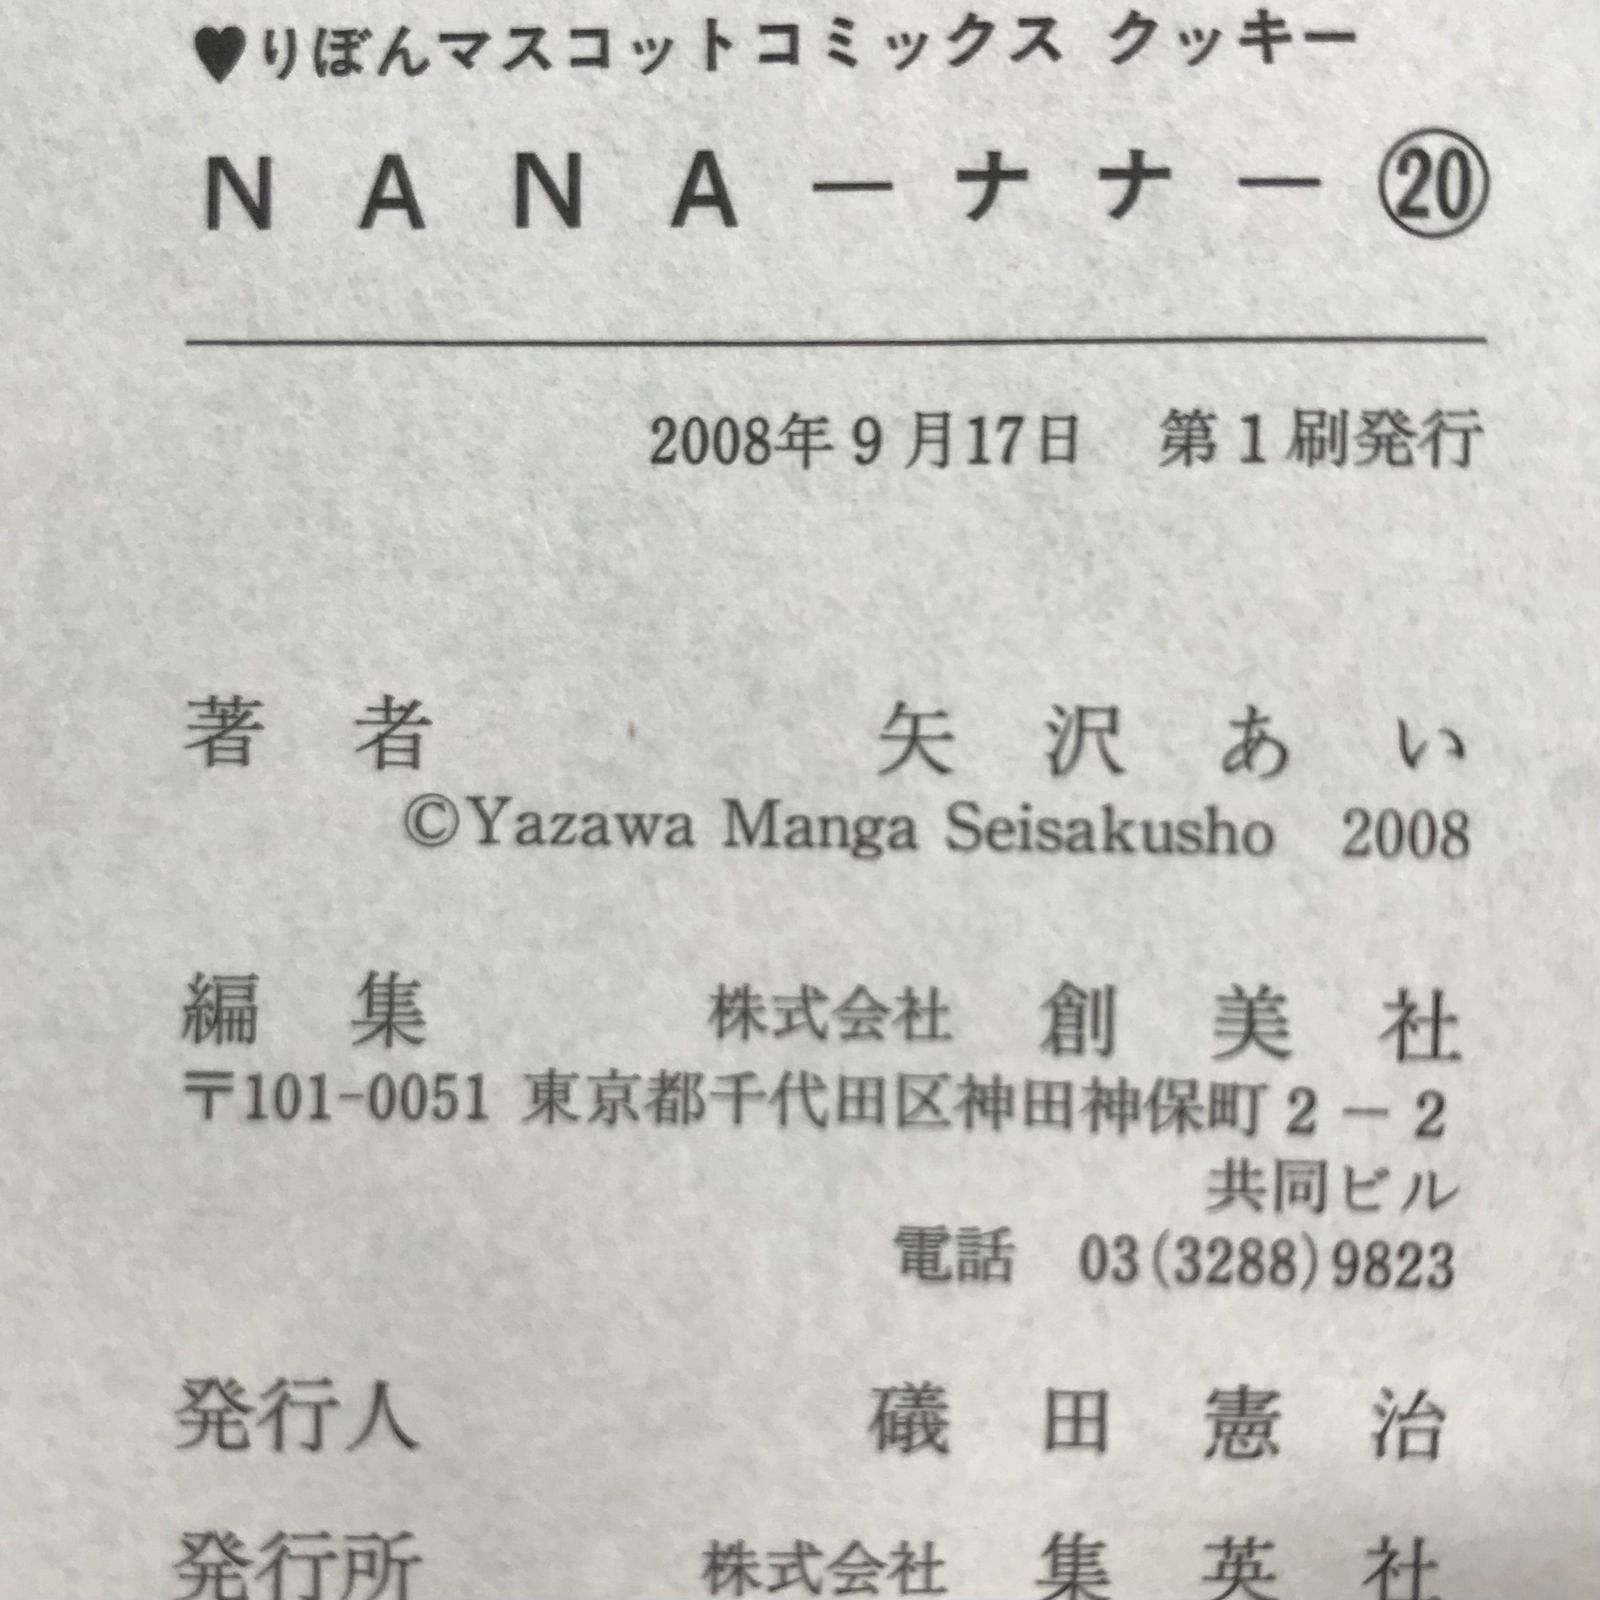 ♥りぼんマスコットコミックス クッキー
NANA―ナナ―⑳
2008年9月17日　第1刷発行
著者　矢沢あい
©Yazawa Manga Seisakusho　2008
編集　株式会社　創美社
〒101-0051 東京都千代田区神田神保町2－2
共同ビル
電話　03(3288)9823
発行人　礒田憲治
発行所　株式会社　集英社